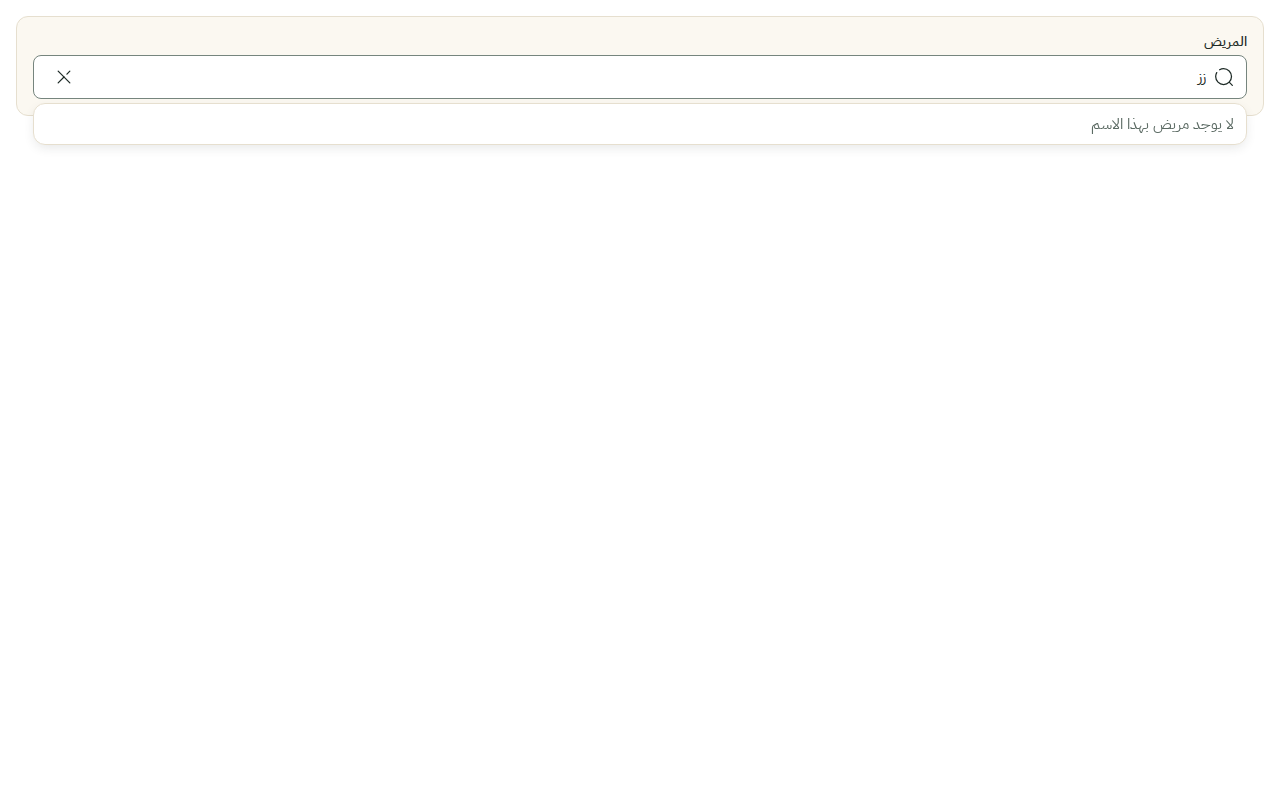 المريض
زز
لا يوجد مريض بهذا الاسم